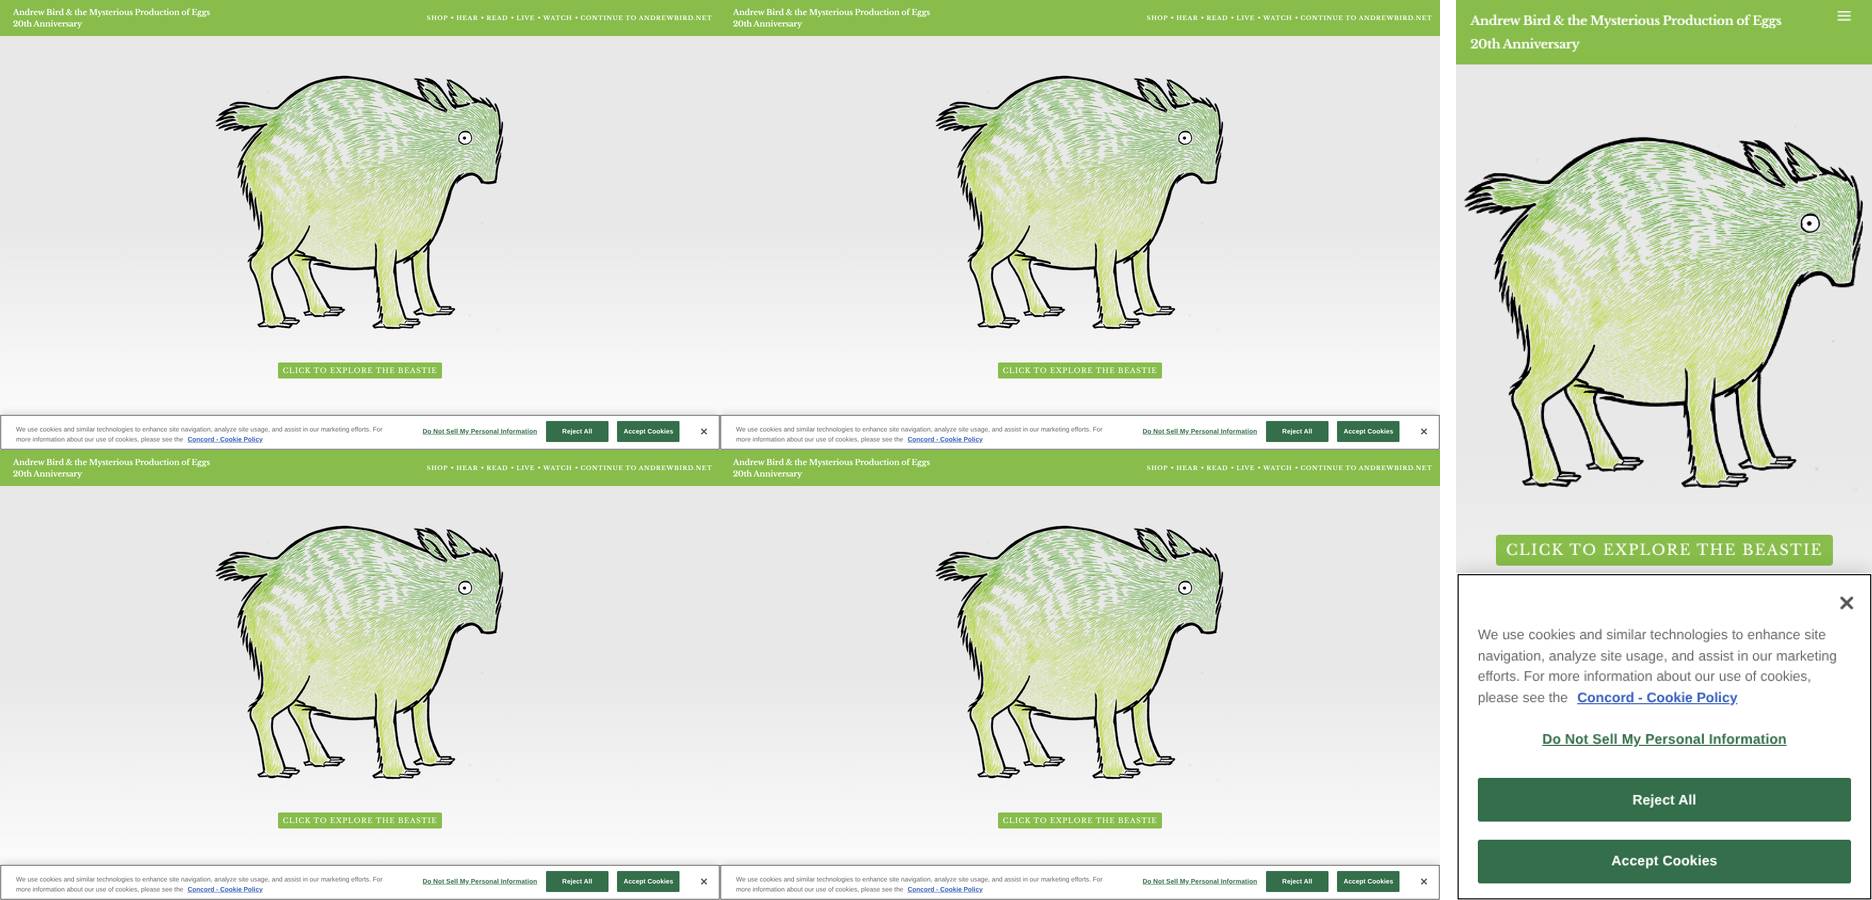 Andrew Bird & the Mysterious Production of Eggs
20th Anniversary
SHOP • HEAR • READ • LIVE • WATCH • CONTINUE TO ANDREWBIRD.NET
CLICK TO EXPLORE THE BEASTIE
We use cookies and similar technologies to enhance site navigation, analyze site usage, and assist in our marketing efforts. For
more information about our use of cookies, please see the Concord - Cookie Policy
Do Not Sell My Personal Information
Reject All
Accept Cookies
Andrew Bird & the Mysterious Production of Eggs
20th Anniversary
SHOP • HEAR • READ • LIVE • WATCH • CONTINUE TO ANDREWBIRD.NET
CLICK TO EXPLORE THE BEASTIE
We use cookies and similar technologies to enhance site navigation, analyze site usage, and assist in our marketing efforts. For
more information about our use of cookies, please see the Concord - Cookie Policy
Do Not Sell My Personal Information
Reject All
Accept Cookies
Andrew Bird & the Mysterious Production of Eggs
20th Anniversary
SHOP • HEAR • READ • LIVE • WATCH • CONTINUE TO ANDREWBIRD.NET
CLICK TO EXPLORE THE BEASTIE
We use cookies and similar technologies to enhance site navigation, analyze site usage, and assist in our marketing efforts. For
more information about our use of cookies, please see the Concord - Cookie Policy
Do Not Sell My Personal Information
Reject All
Accept Cookies
Andrew Bird & the Mysterious Production of Eggs
20th Anniversary
SHOP • HEAR • READ • LIVE • WATCH • CONTINUE TO ANDREWBIRD.NET
CLICK TO EXPLORE THE BEASTIE
We use cookies and similar technologies to enhance site navigation, analyze site usage, and assist in our marketing efforts. For
more information about our use of cookies, please see the Concord - Cookie Policy
Do Not Sell My Personal Information
Reject All
Accept Cookies
Andrew Bird & the Mysterious Production of Eggs
20th Anniversary
CLICK TO EXPLORE THE BEASTIE
We use cookies and similar technologies to enhance site
navigation, analyze site usage, and assist in our marketing
efforts. For more information about our use of cookies,
please see the Concord - Cookie Policy
Do Not Sell My Personal Information
Reject All
Accept Cookies